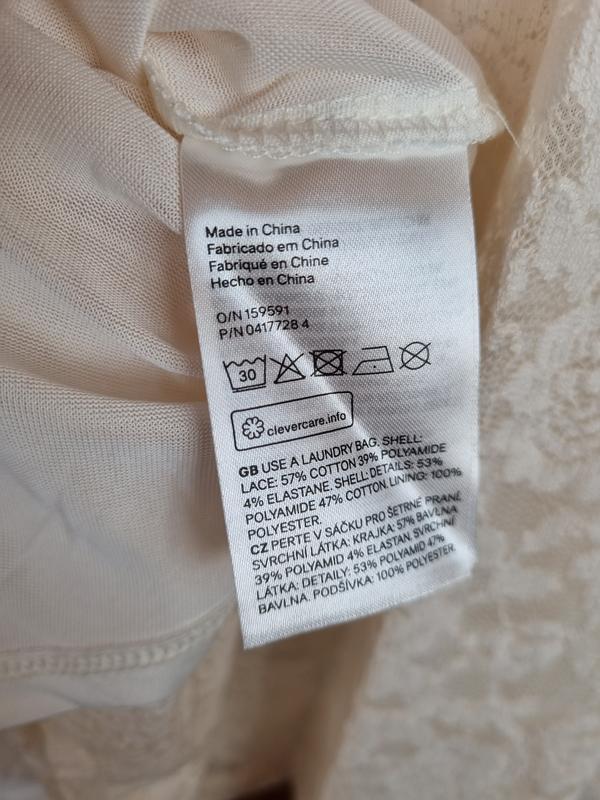 Made in China
Fabricado em China
Fabriqué en Chine
Hecho en China
O/N 159591
P/N 0417728 4
30
clevercare.info
GB USE A LAUNDRY BAG. SHELL:
LACE: 57% COTTON 39% POLYAMIDE
4% ELASTANE. SHELL: DETAILS: 53%
POLYAMIDE 47% COTTON. LINING: 100%
POLYESTER.
CZ PERTE V SÁČKU PRO ŠETRNÉ PRANÍ.
SVRCHNÍ LÁTKA: KRAJKA: 57% BAVLNA
39% POLYAMID 4% ELASTAN. SVRCHNÍ
LÁTKA: DETAILY: 53% POLYAMID 47%
BAVLNA. PODŠÍVKA: 100% POLYESTER.